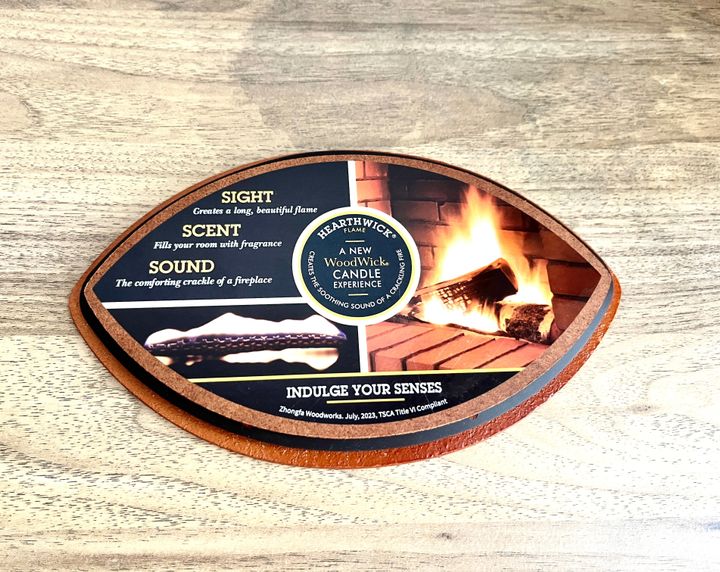 SIGHT
Greates a long, beautiful flame
SCENT
Fills your room with fragrance
SOUND
The comforting crackle of a fireplace
HEARTHWICK®
FLAME
A NEW
WoodWick®
CANDLE
EXPERIENCE
CREATES THE SOOTHING SOUND OF A CRACKLING FIRE
INDULGE YOUR SENSES
Zhongfa Woodworks. July, 2023, TSCA Title VI Compliant